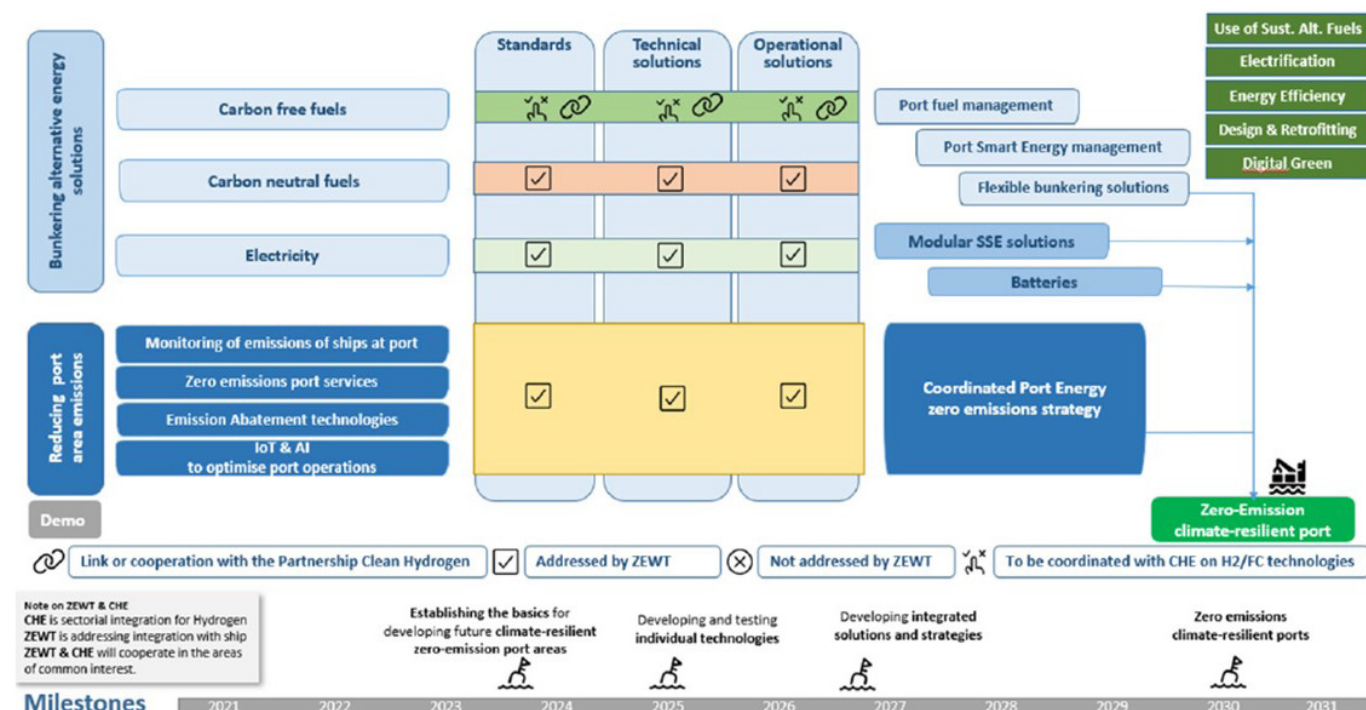 Bunkering alternative energy
solutions
Standards
Technical
solutions
Operational
solutions
Carbon free fuels
Carbon neutral fuels
Electricity
Port fuel management
Port Smart Energy management
Flexible bunkering solutions
Modular SSE solutions
Batteries
Use of Sust. Alt. Fuels
Electrification
Energy Efficiency
Design & Retrofitting
Digital Green
Reducing port
area emissions
Monitoring of emissions of ships at port
Zero emissions port services
Emission Abatement technologies
IoT & AI
to optimise port operations
Coordinated Port Energy
zero emissions strategy
Demo
Zero-Emission
climate-resilient port
Link or cooperation with the Partnership Clean Hydrogen
Addressed by ZEWT
Not addressed by ZEWT
To be coordinated with CHE on H2/FC technologies
Note on ZEWT & CHE
CHE is sectorial integration for Hydrogen
ZEWT is addressing integration with ship
ZEWT & CHE will cooperate in the areas
of common interest.
Establishing the basics for
developing future climate-resilient
zero-emission port areas
Developing and testing
individual technologies
Developing integrated
solutions and strategies
Zero emissions
climate-resilient ports
Milestones
2021
2022
2023
2024
2025
2026
2027
2028
2029
2030
2031